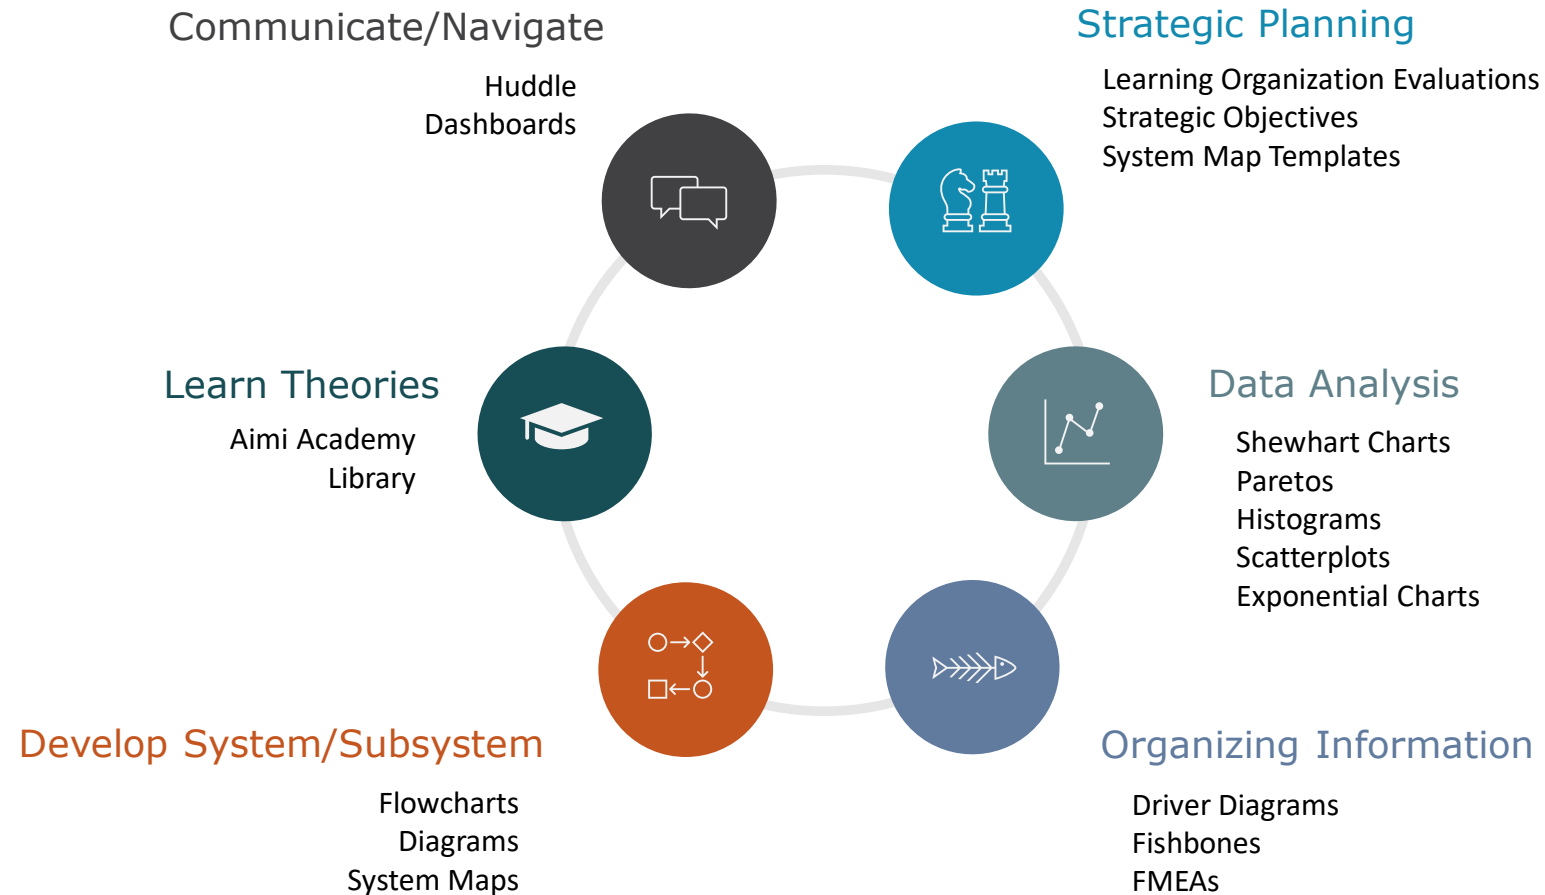 Communicate/Navigate
Huddle
Dashboards
Strategic Planning
Learning Organization Evaluations
Strategic Objectives
System Map Templates
Learn Theories
Aimi Academy
Library
Data Analysis
Shewhart Charts
Paretos
Histograms
Scatterplots
Exponential Charts
Develop System/Subsystem
Flowcharts
Diagrams
System Maps
Organizing Information
Driver Diagrams
Fishbones
FMEAs